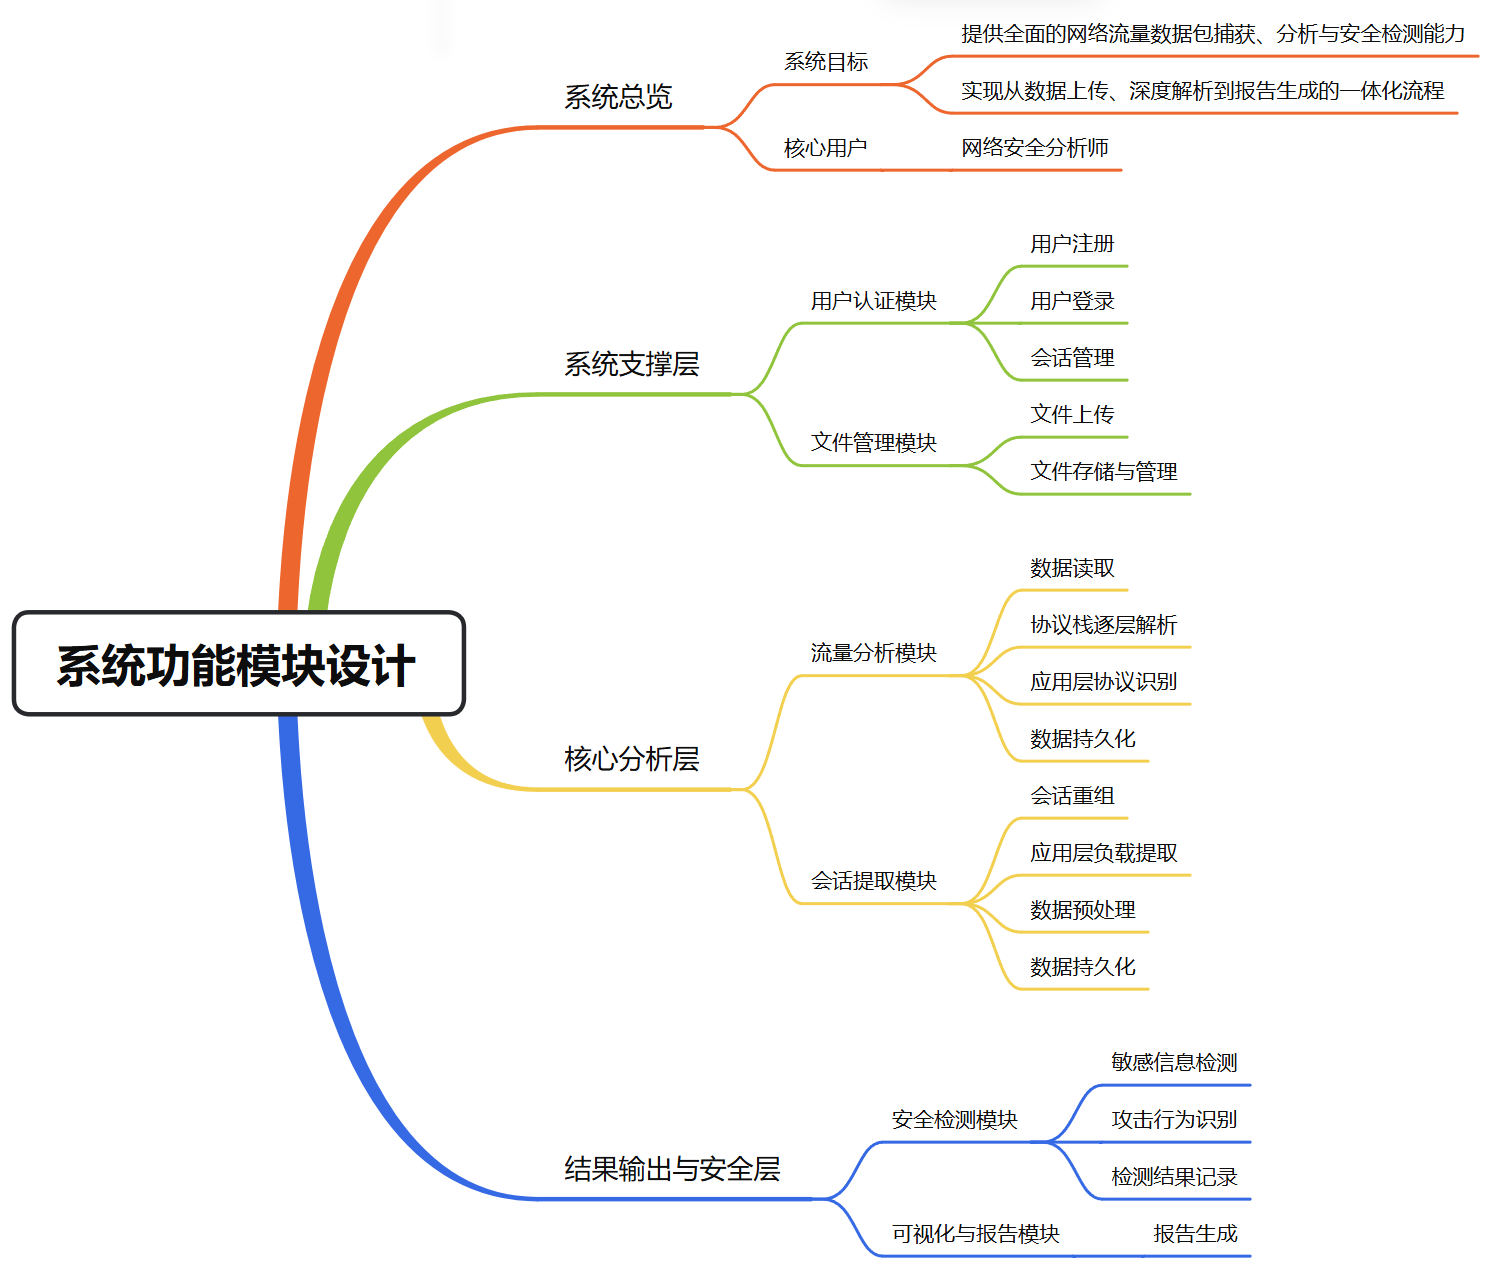 系统功能模块设计
系统总览
系统目标
提供全面的网络流量数据包捕获、分析与安全检测能力
实现从数据上传、深度解析到报告生成的一体化流程
核心用户
网络安全分析师
系统支撑层
用户认证模块
用户注册
用户登录
会话管理
文件管理模块
文件上传
文件存储与管理
核心分析层
流量分析模块
数据读取
协议栈逐层解析
应用层协议识别
数据持久化
会话提取模块
会话重组
应用层负载提取
数据预处理
数据持久化
结果输出与安全层
安全检测模块
敏感信息检测
攻击行为识别
检测结果记录
可视化与报告模块
报告生成